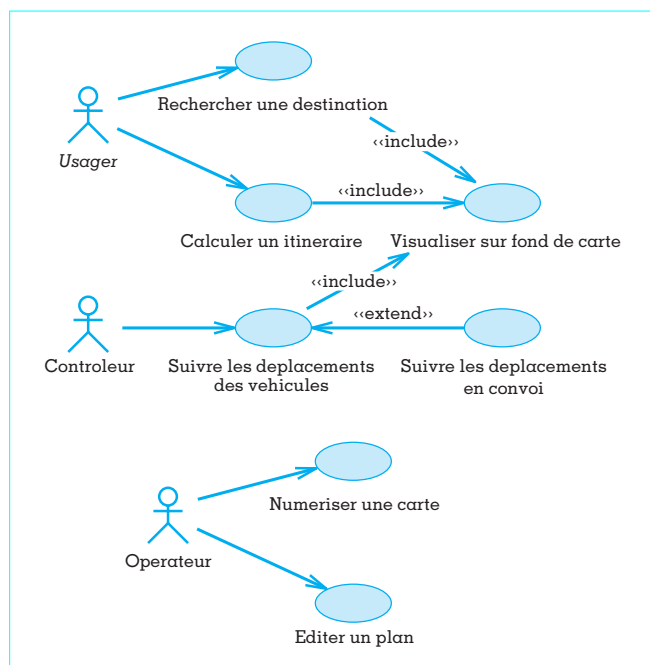 Rechercher une destination
‹‹include››
Usager
‹‹include››
Calculer un itineraire
Visualiser sur fond de carte
‹‹include››
‹‹extend››
Controleur
Suivre les deplacements
des vehicules
Suivre les deplacements
en convoi
Numeriser une carte
Operateur
Editer un plan